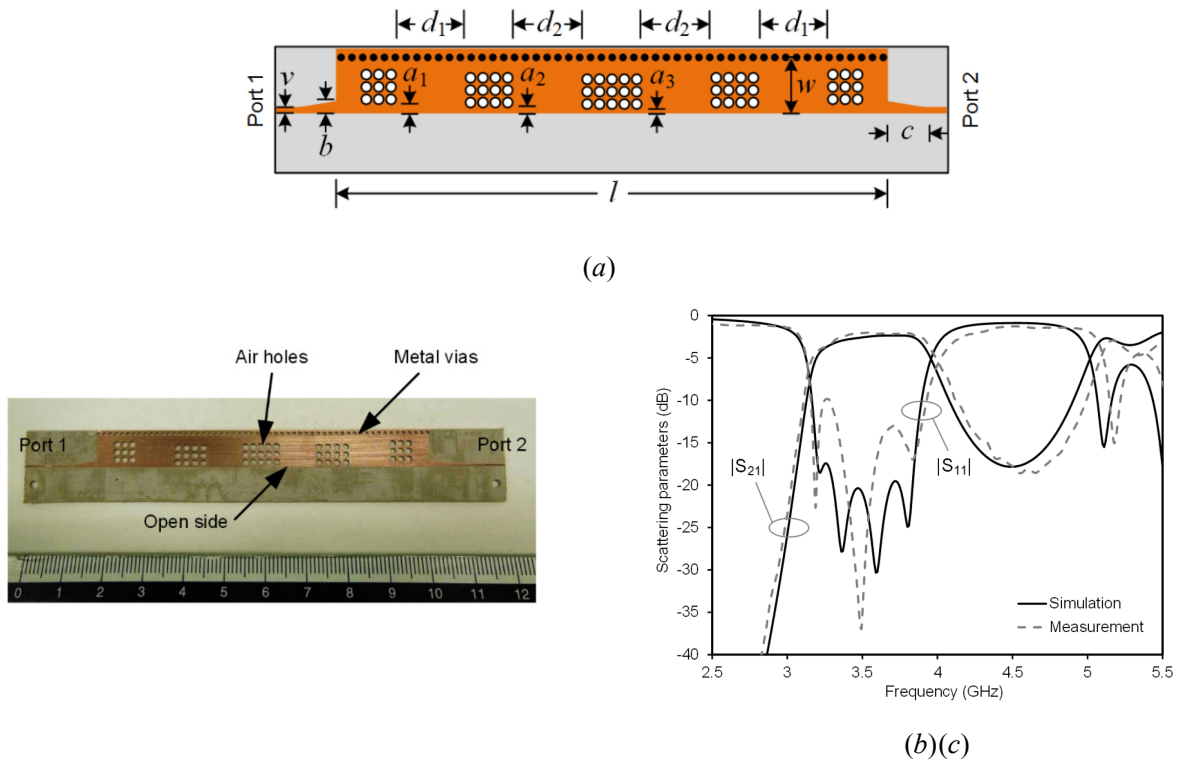 d1 d2 d2 d1
Port 1
v
b
a1
a2
a3
w
c
Port 2
l
(a)
Air holes
Metal vias
Port 1
Port 2
Open side
0 1 2 3 4 5 6 7 8 9 10 11 12
Scattering parameters (dB)
0
-5
-10
-15
-20
-25
-30
-35
-40
|S21|
|S11|
Simulation
Measurement
2.5 3 3.5 4 4.5 5 5.5
Frequency (GHz)
(b)(c)